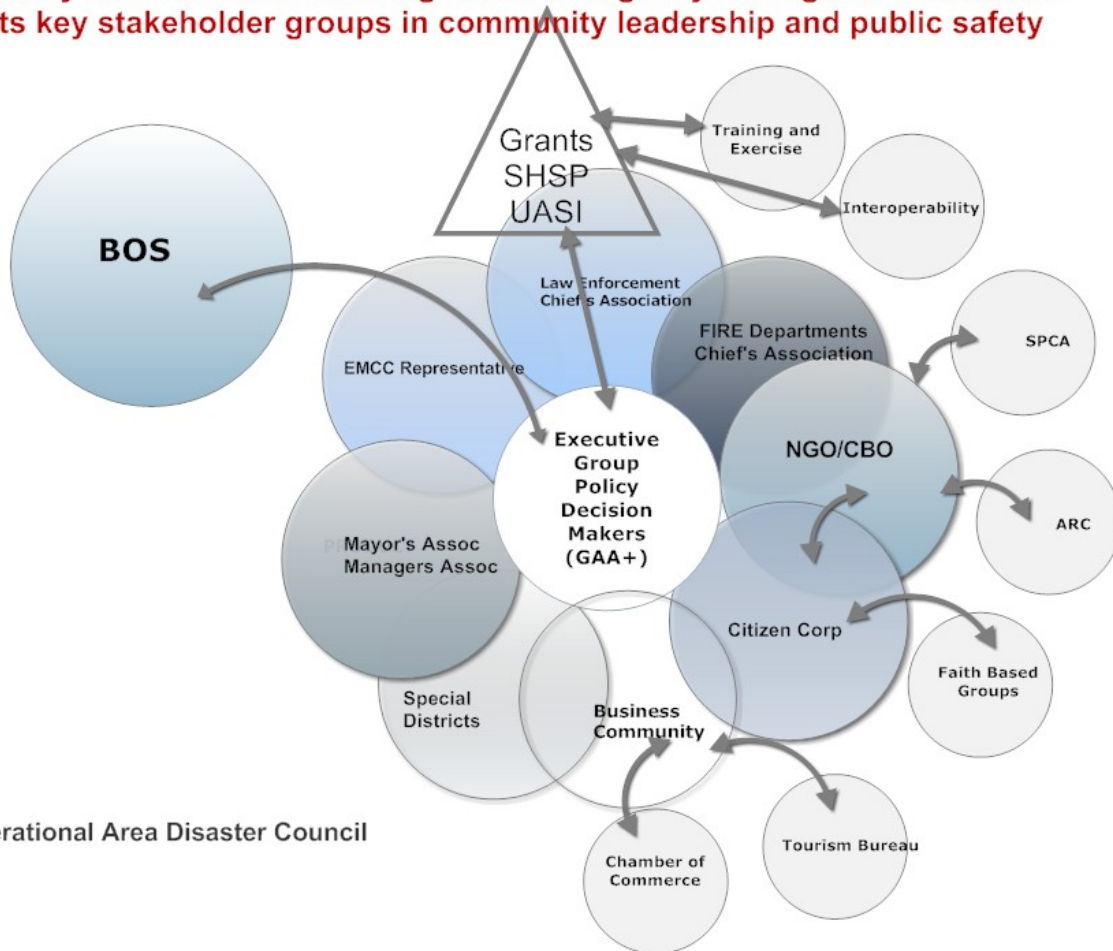 ts key stakeholder groups in community leadership and public safety
Grants
SHSP
UASI
Training and
Exercise
Interoperability
BOS
Law Enforcement
Chief's Association
FIRE Departments
Chief's Association
SPCA
EMCC Representative
NGO/CBO
Executive
Group
Policy
Decision
Makers
(GAA+)
ARC
Mayor's Assoc
Managers Assoc
Citizen Corp
Faith Based
Groups
Special
Districts
Business
Community
erational Area Disaster Council
Chamber of
Commerce
Tourism Bureau